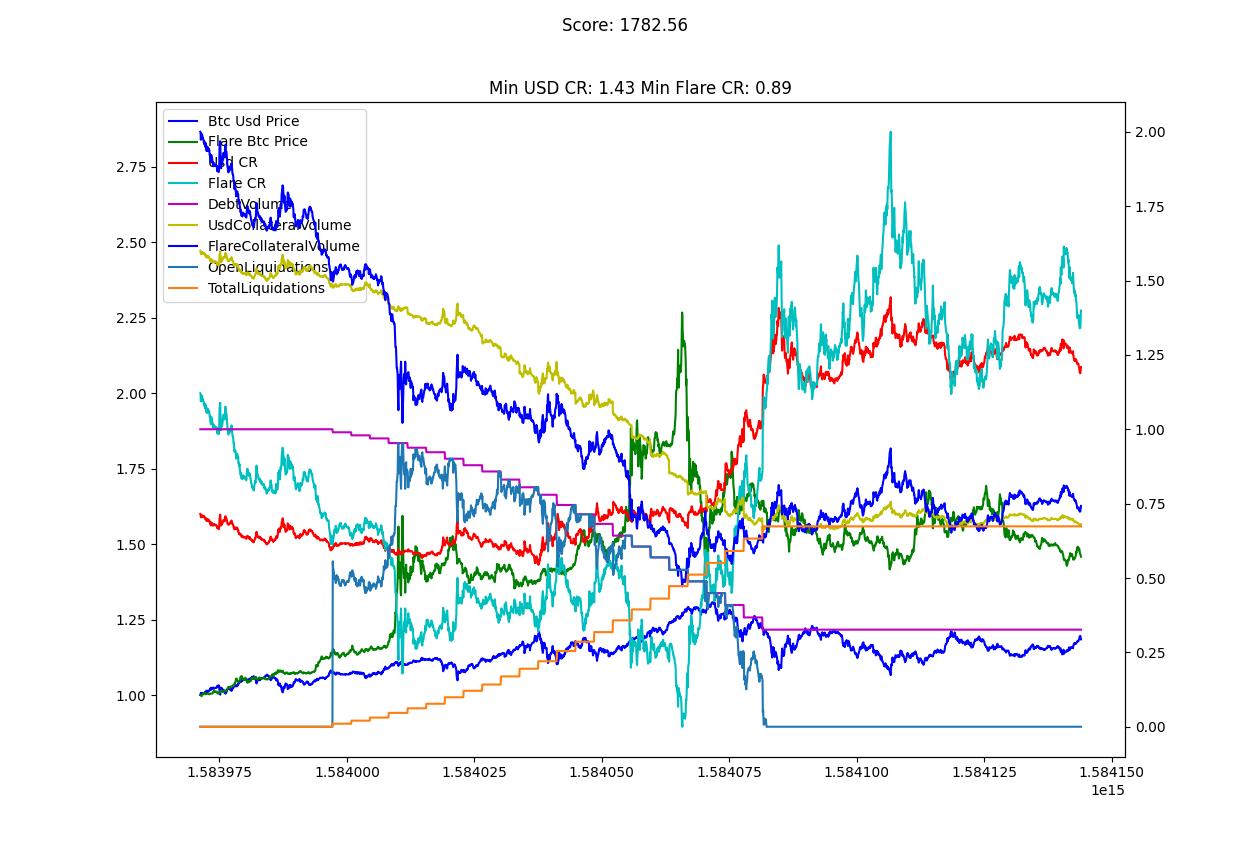 Score: 1782.56
Min USD CR: 1.43 Min Flare CR: 0.89
Btc Usd Price
Flare Btc Price
Usd CR
Flare CR
DebtVolume
UsdCollateralVolume
FlareCollateralVolume
OpenLiquidations
TotalLiquidations
2.75
2.50
2.25
2.00
1.75
1.50
1.25
1.00
2.00
1.75
1.50
1.25
1.00
0.75
0.50
0.25
0.00
1.583975 1.584000 1.584025 1.584050 1.584075 1.584100 1.584125 1.584150
1e15